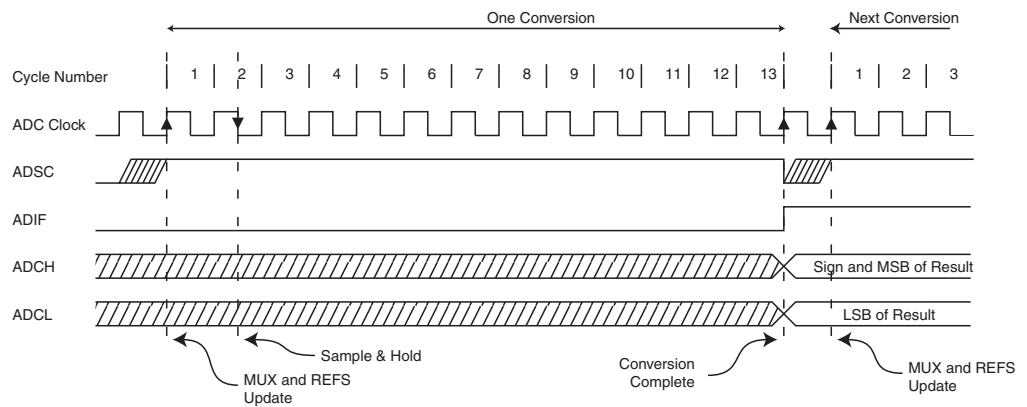 One Conversion
Next Conversion
Cycle Number 1 2 3 4 5 6 7 8 9 10 11 12 13 1 2 3
ADC Clock
ADSC
ADIF
ADCH
Sign and MSB of Result
ADCL
LSB of Result
Sample & Hold
MUX and REFS
Update
Conversion
Complete
MUX and REFS
Update